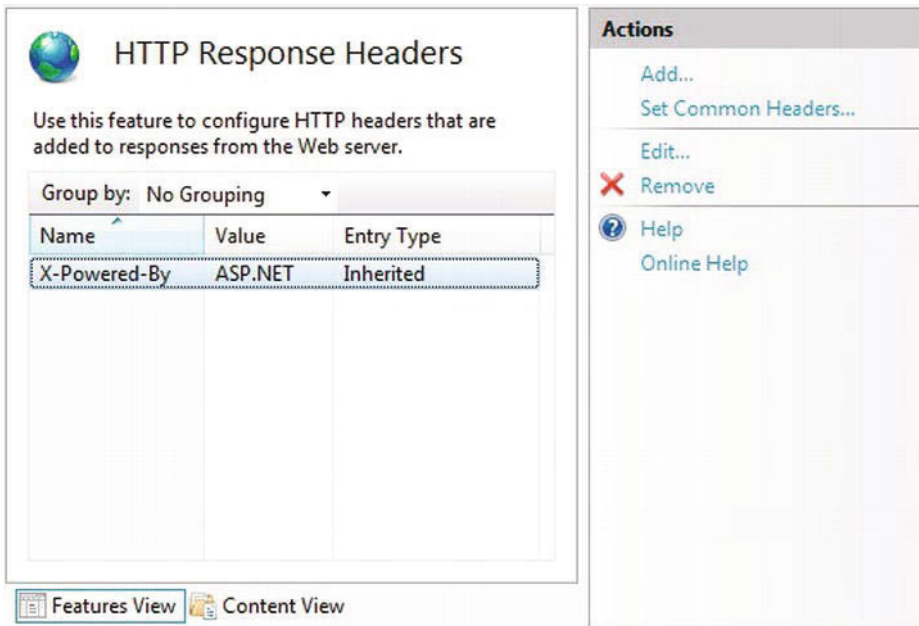 HTTP Response Headers
Use this feature to configure HTTP headers that are
added to responses from the Web server.
Group by: No Grouping
Name Value Entry Type
X-Powered-By ASP.NET Inherited
Features View Content View
Actions
Add...
Set Common Headers...
Edit...
Remove
Help
Online Help